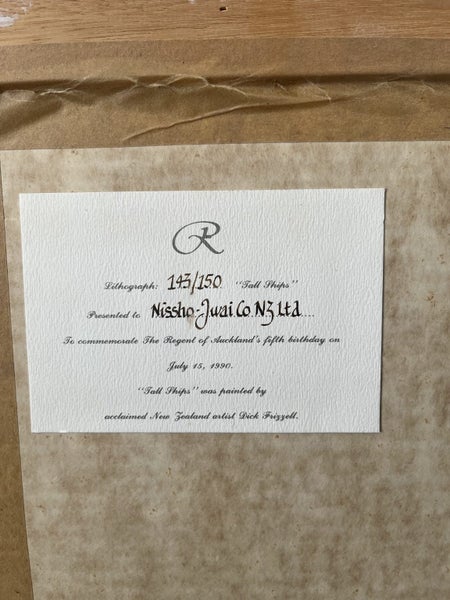 R
Lithograph: 143/150 "Tall Ships"
Presented to Nissho-Jwai Co. NZ Ltd....
To commemorate The Regent of Auckland's fifth birthday on
July 15, 1990.
"Tall Ships" was painted by
acclaimed New Zealand artist Dick Frizzell.